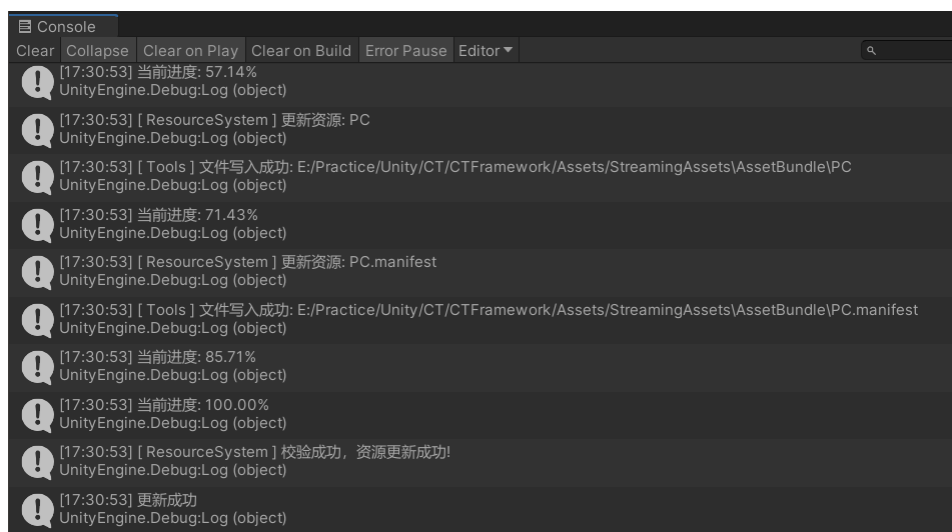 Console
Clear Collapse Clear on Play Clear on Build Error Pause Editor
[17:30:53] 当前进度: 57.14%
UnityEngine.Debug:Log (object)
[17:30:53] [ ResourceSystem ] 更新资源: PC
UnityEngine.Debug:Log (object)
[17:30:53] [ Tools ] 文件写入成功: E:/Practice/Unity/CT/CTFramework/Assets/StreamingAssets\AssetBundle\PC
UnityEngine.Debug:Log (object)
[17:30:53] 当前进度: 71.43%
UnityEngine.Debug:Log (object)
[17:30:53] [ ResourceSystem ] 更新资源: PC.manifest
UnityEngine.Debug:Log (object)
[17:30:53] [ Tools ] 文件写入成功: E:/Practice/Unity/CT/CTFramework/Assets/StreamingAssets\AssetBundle\PC.manifest
UnityEngine.Debug:Log (object)
[17:30:53] 当前进度: 85.71%
UnityEngine.Debug:Log (object)
[17:30:53] 当前进度: 100.00%
UnityEngine.Debug:Log (object)
[17:30:53] [ ResourceSystem ] 校验成功，资源更新成功!
UnityEngine.Debug:Log (object)
[17:30:53] 更新成功
UnityEngine.Debug:Log (object)